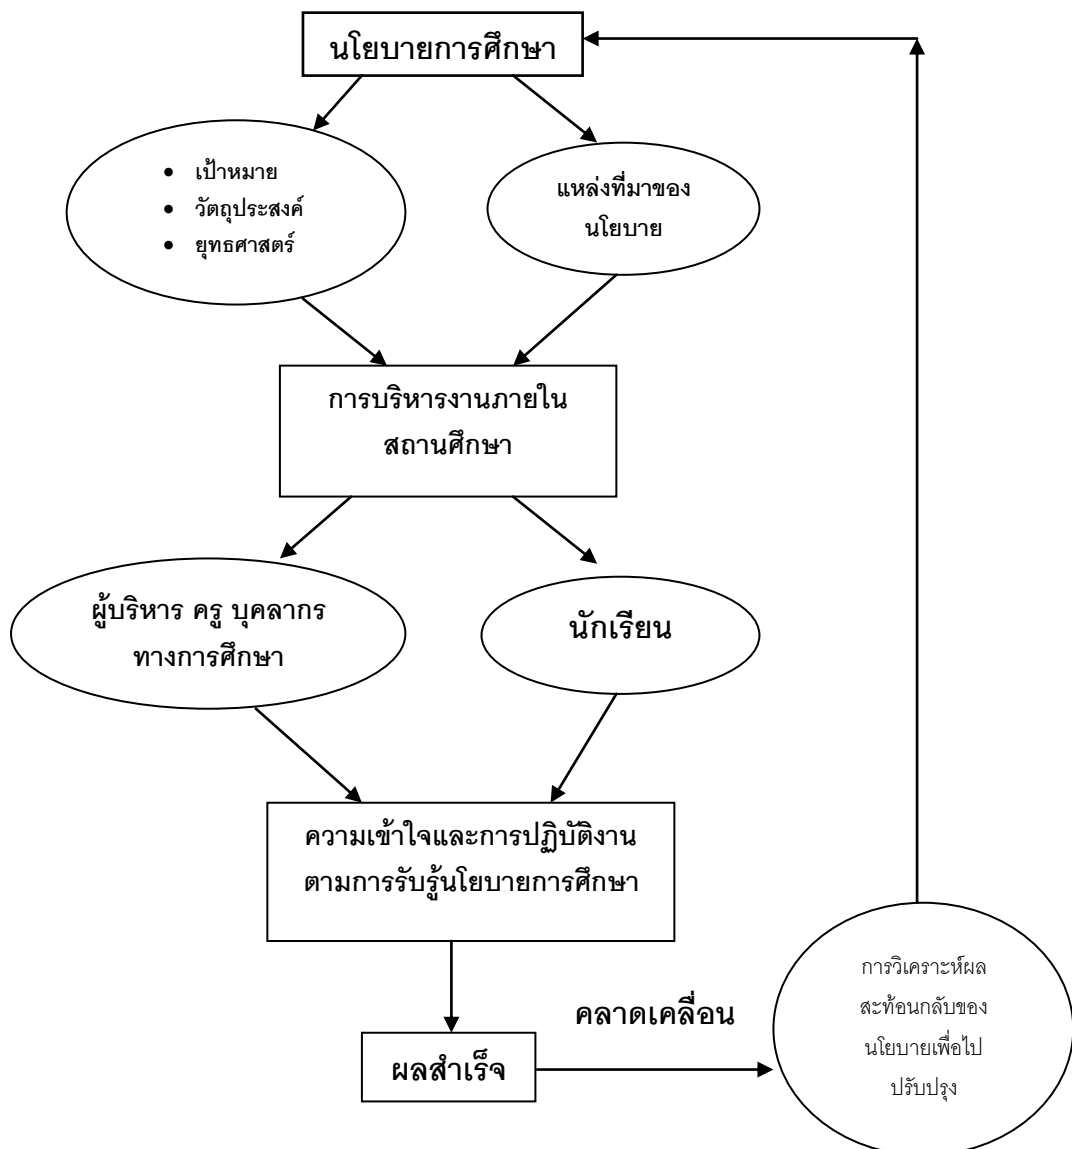 นโยบายการศึกษา
• เป้าหมาย
• วัตถุประสงค์
• ยุทธศาสตร์
แหล่งที่มาของ
นโยบาย
การบริหารงานภายใน
สถานศึกษา
ผู้บริหาร ครู บุคลากร
ทางการศึกษา
นักเรียน
ความเข้าใจและการปฏิบัติงาน
ตามการรับรู้นโยบายการศึกษา
ผลสำเร็จ
คลาดเคลื่อน
การวิเคราะห์ผล
สะท้อนกลับของ
นโยบายเพื่อไป
ปรับปรุง